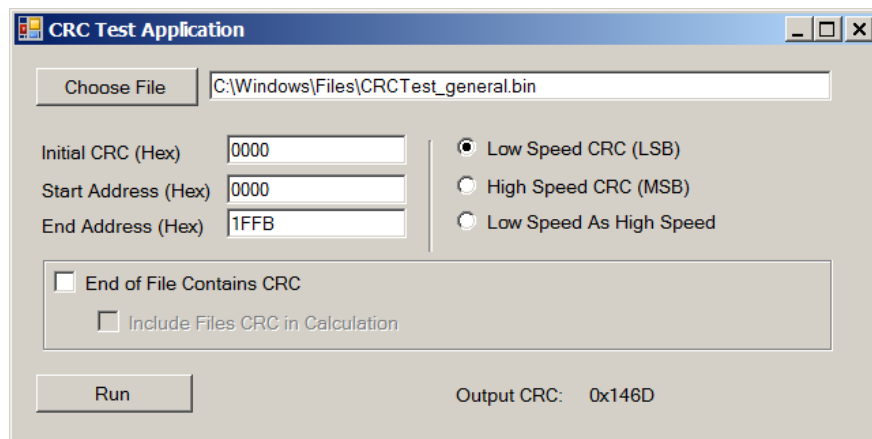 CRC Test Application
Choose File C:\Windows\Files\CRCTest_general.bin
Initial CRC (Hex) 0000 Low Speed CRC (LSB)
Start Address (Hex) 0000 High Speed CRC (MSB)
End Address (Hex) 1FFB Low Speed As High Speed
End of File Contains CRC
Include Files CRC in Calculation
Run Output CRC: 0x146D